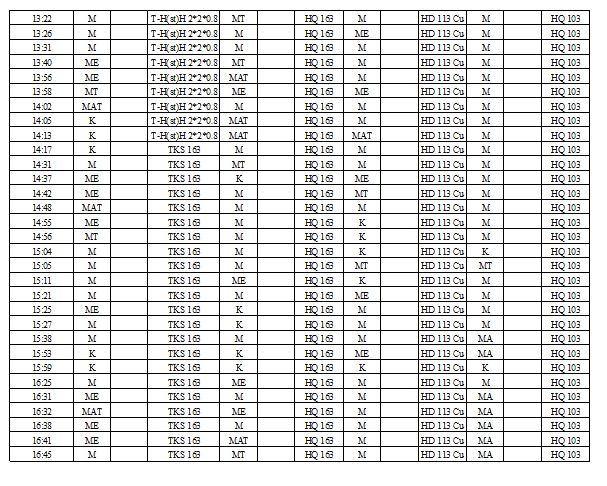 13:22 M T-H(st)H 2*2*0.8 MT HQ 163 M HD 113 Cu M HQ 103
13:26 M T-H(st)H 2*2*0.8 M HQ 163 ME HD 113 Cu M HQ 103
13:31 M T-H(st)H 2*2*0.8 M HQ 163 M HD 113 Cu M HQ 103
13:40 ME T-H(st)H 2*2*0.8 MT HQ 163 M HD 113 Cu M HQ 103
13:56 ME T-H(st)H 2*2*0.8 MAT HQ 163 M HD 113 Cu M HQ 103
13:58 MT T-H(st)H 2*2*0.8 ME HQ 163 ME HD 113 Cu M HQ 103
14:02 MAT T-H(st)H 2*2*0.8 M HQ 163 M HD 113 Cu M HQ 103
14:05 K T-H(st)H 2*2*0.8 MAT HQ 163 M HD 113 Cu M HQ 103
14:13 K T-H(st)H 2*2*0.8 MAT HQ 163 MAT HD 113 Cu M HQ 103
14:17 K TKS 163 M HQ 163 M HD 113 Cu M HQ 103
14:31 M TKS 163 MT HQ 163 M HD 113 Cu M HQ 103
14:37 ME TKS 163 K HQ 163 ME HD 113 Cu M HQ 103
14:42 ME TKS 163 M HQ 163 MT HD 113 Cu M HQ 103
14:48 MAT TKS 163 M HQ 163 M HD 113 Cu M HQ 103
14:55 ME TKS 163 M HQ 163 K HD 113 Cu M HQ 103
14:56 MT TKS 163 M HQ 163 K HD 113 Cu M HQ 103
15:04 M TKS 163 M HQ 163 K HD 113 Cu K HQ 103
15:05 M TKS 163 M HQ 163 MT HD 113 Cu MT HQ 103
15:11 M TKS 163 ME HQ 163 K HD 113 Cu M HQ 103
15:21 M TKS 163 M HQ 163 ME HD 113 Cu M HQ 103
15:25 ME TKS 163 K HQ 163 M HD 113 Cu M HQ 103
15:27 M TKS 163 K HQ 163 M HD 113 Cu M HQ 103
15:38 M TKS 163 M HQ 163 M HD 113 Cu MA HQ 103
15:53 K TKS 163 K HQ 163 ME HD 113 Cu MA HQ 103
15:59 K TKS 163 K HQ 163 K HD 113 Cu K HQ 103
16:25 M TKS 163 ME HQ 163 M HD 113 Cu M HQ 103
16:31 ME TKS 163 M HQ 163 M HD 113 Cu MA HQ 103
16:32 MAT TKS 163 ME HQ 163 M HD 113 Cu MA HQ 103
16:38 ME TKS 163 M HQ 163 M HD 113 Cu MA HQ 103
16:41 ME TKS 163 MAT HQ 163 M HD 113 Cu MA HQ 103
16:45 M TKS 163 MT HQ 163 M HD 113 Cu MA HQ 103